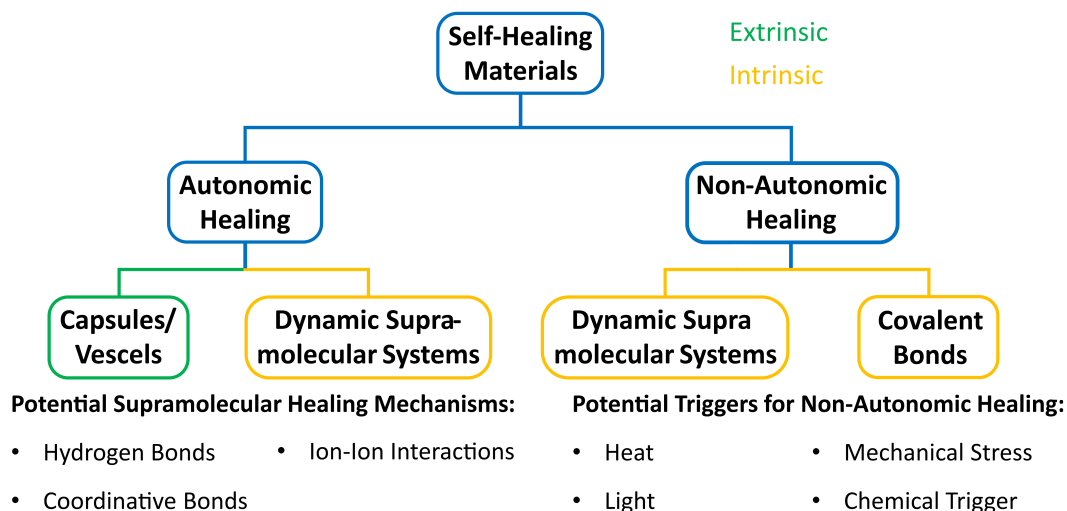 Self-Healing
Materials
Extrinsic
Intrinsic
Autonomic
Healing
Non-Autonomic
Healing
Capsules/
Vescels
Dynamic Supra-
molecular Systems
Dynamic Supra
molecular Systems
Covalent
Bonds
Potential Supramolecular Healing Mechanisms:
• Hydrogen Bonds
• Ion-Ion Interactions
• Coordinative Bonds
Potential Triggers for Non-Autonomic Healing:
• Heat
• Mechanical Stress
• Light
• Chemical Trigger